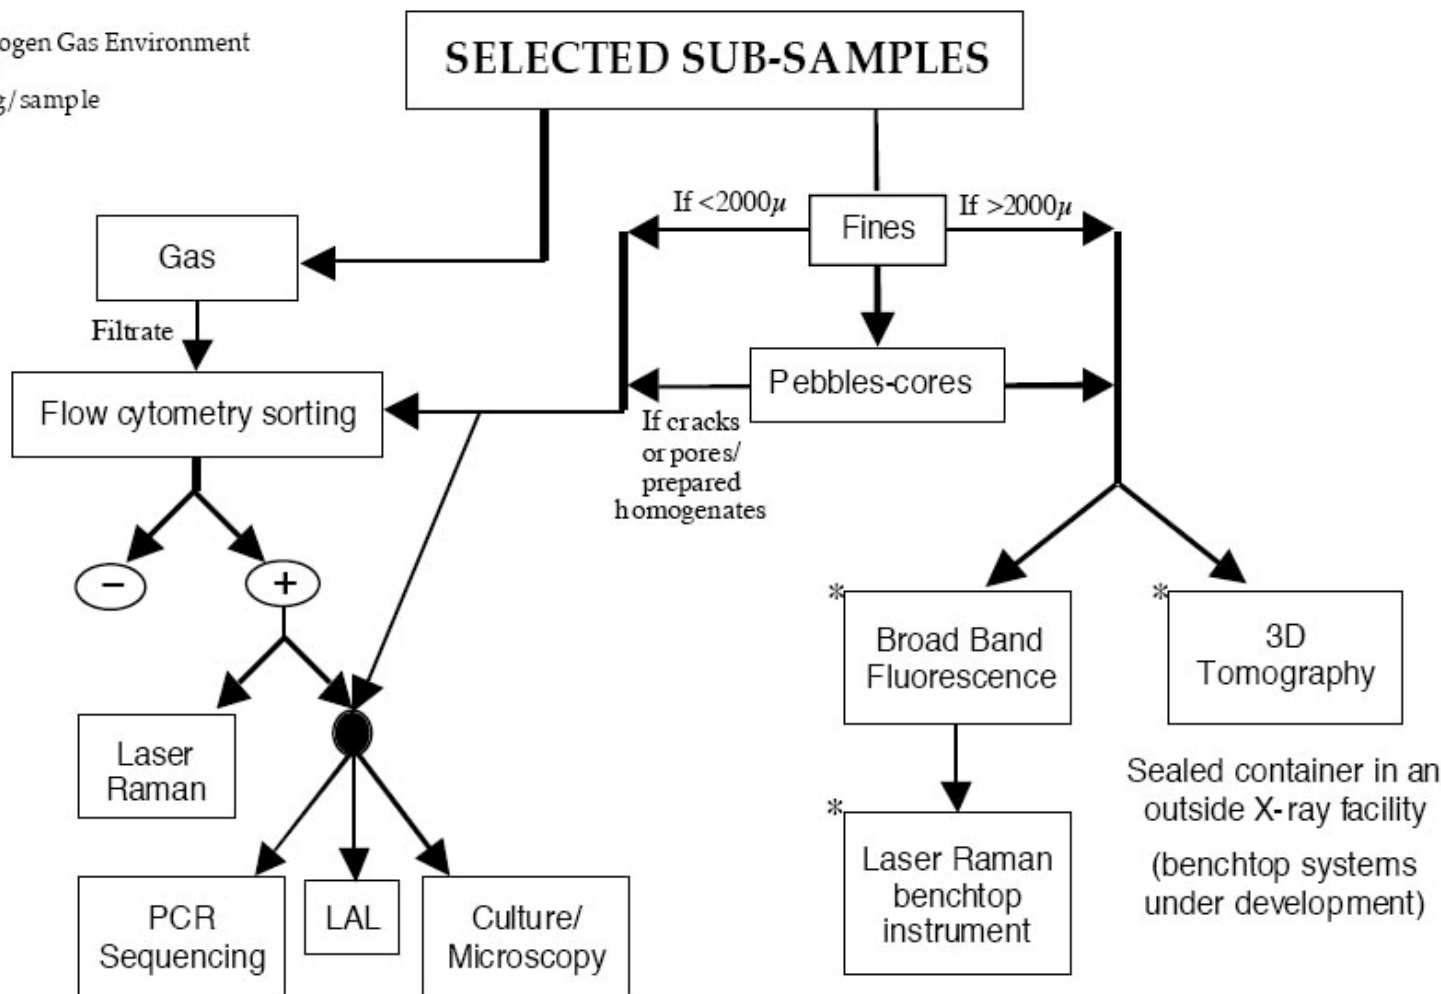 ogen Gas Environment
g/sample
SELECTED SUB-SAMPLES
If <2000µ
Fines
If >2000µ
Gas
Filtrate
Pebbles-cores
Flow cytometry sorting
If cracks
or pores/
prepared
homogenates
−
+
*
Broad Band
Fluorescence
*
3D
Tomography
Laser
Raman
Sealed container in an
outside X-ray facility
(benchtop systems
under development)
*
Laser Raman
benchtop
instrument
PCR
Sequencing
LAL
Culture/
Microscopy